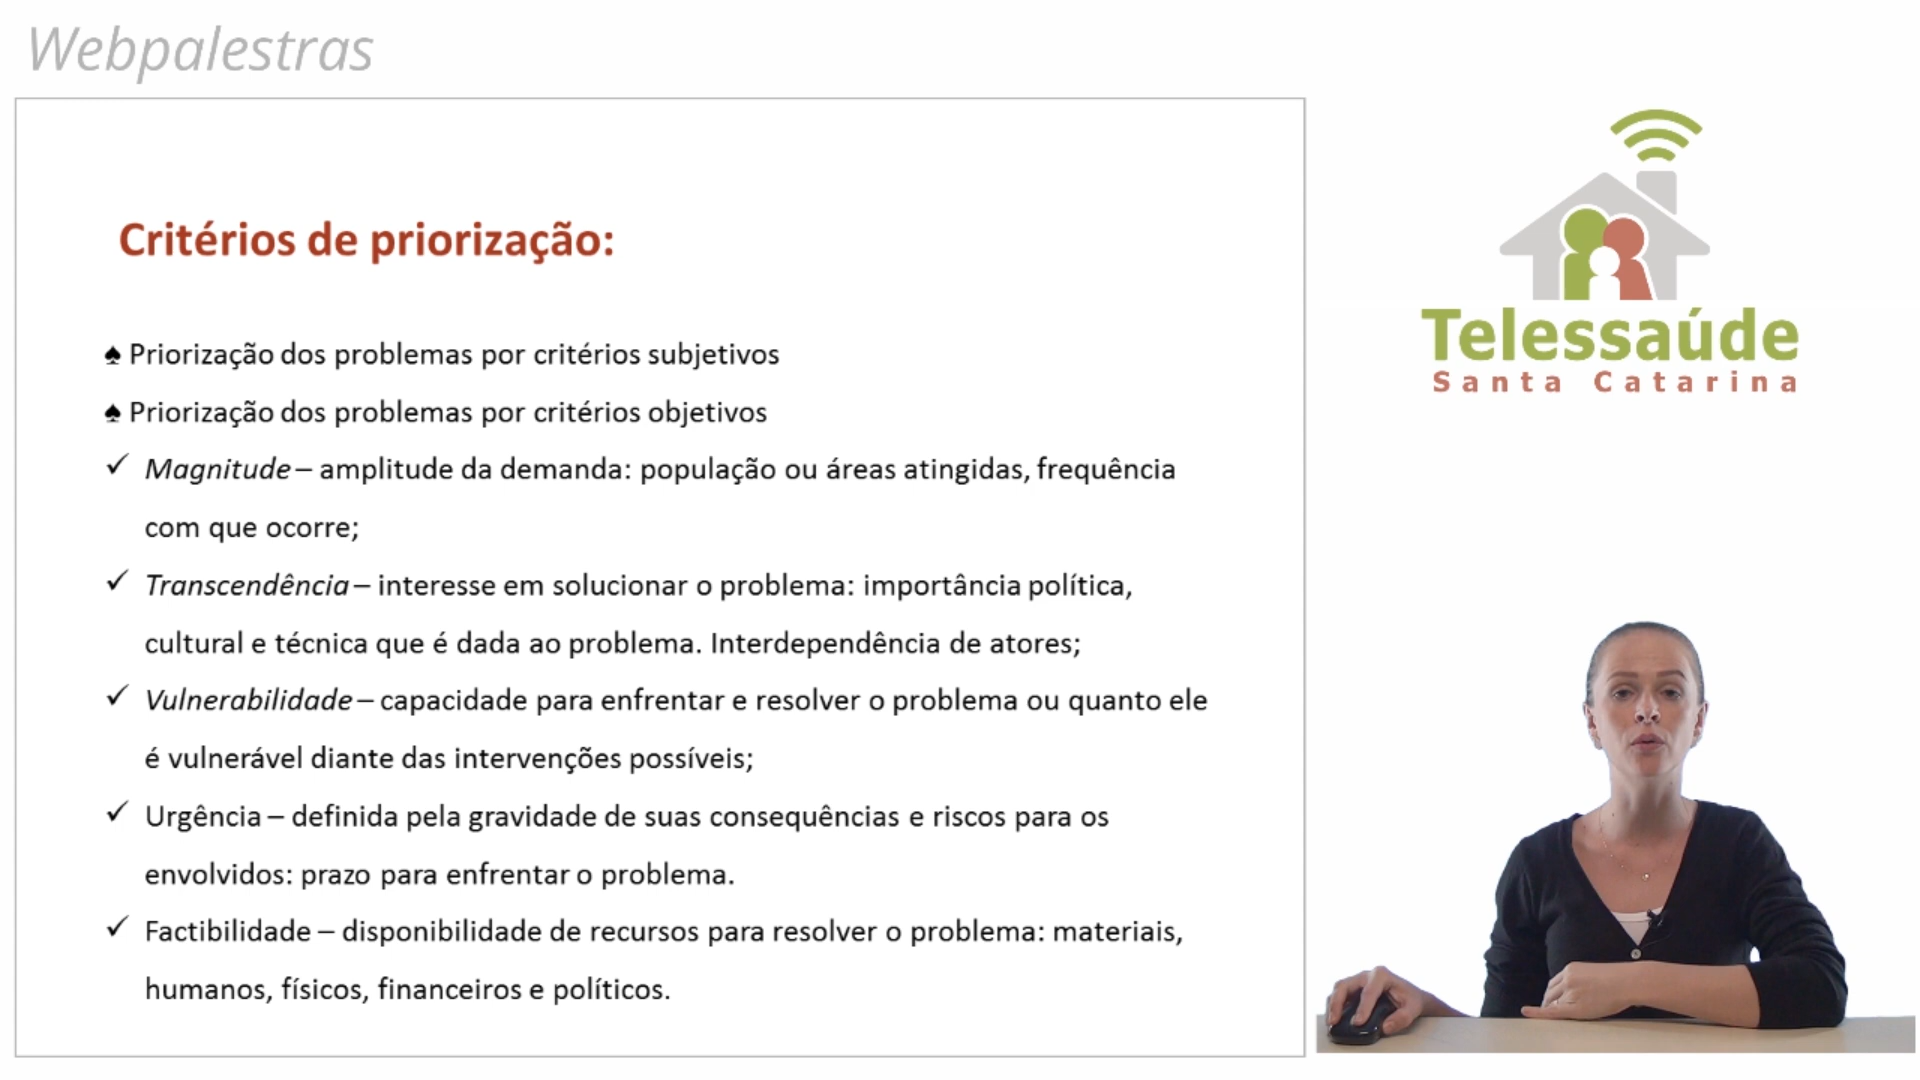 Webpalestras
Critérios de priorização:
♠ Priorização dos problemas por critérios subjetivos
♠ Priorização dos problemas por critérios objetivos
✓ Magnitude – amplitude da demanda: população ou áreas atingidas, frequência
com que ocorre;
✓ Transcendência – interesse em solucionar o problema: importância política,
cultural e técnica que é dada ao problema. Interdependência de atores;
✓ Vulnerabilidade – capacidade para enfrentar e resolver o problema ou quanto ele
é vulnerável diante das intervenções possíveis;
✓ Urgência – definida pela gravidade de suas consequências e riscos para os
envolvidos: prazo para enfrentar o problema.
✓ Factibilidade – disponibilidade de recursos para resolver o problema: materiais,
humanos, físicos, financeiros e políticos.
Telessaúde
Santa Catarina